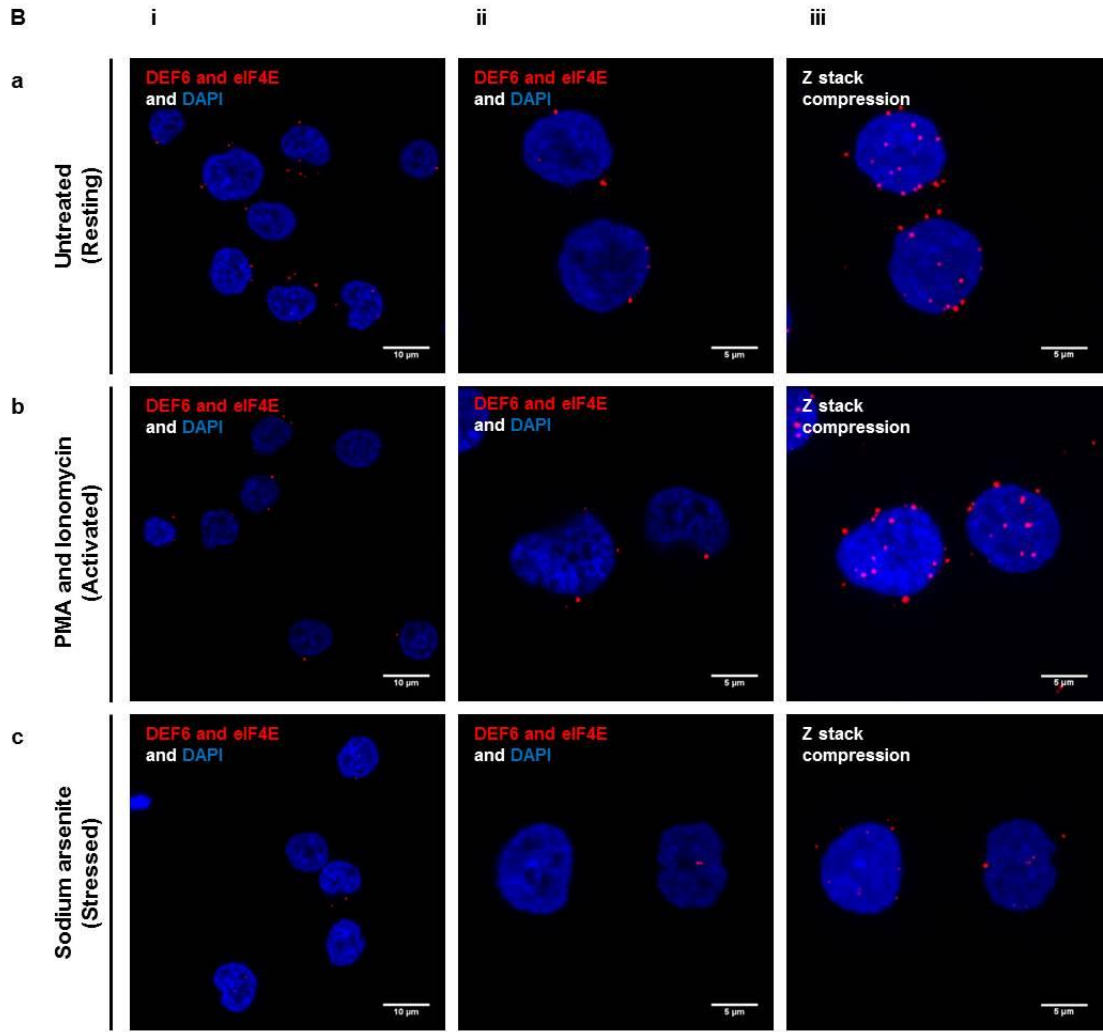 B i ii iii
a
Untreated
(Resting)
DEF6 and eIF4E
and DAPI
10 µm
DEF6 and eIF4E
and DAPI
5 µm
Z stack
compression
5 µm
b
PMA and Ionomycin
(Activated)
DEF6 and eIF4E
and DAPI
10 µm
DEF6 and eIF4E
and DAPI
5 µm
Z stack
compression
5 µm
c
Sodium arsenite
(Stressed)
DEF6 and eIF4E
and DAPI
10 µm
DEF6 and eIF4E
and DAPI
5 µm
Z stack
compression
5 µm